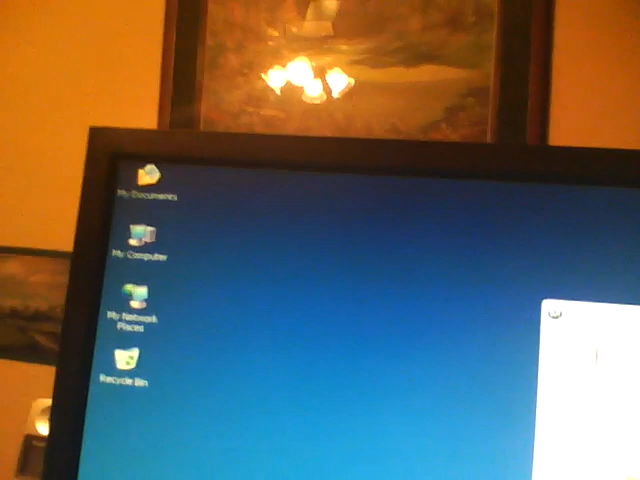 My Documents
My Computer
My Network
Places
Recycle Bin